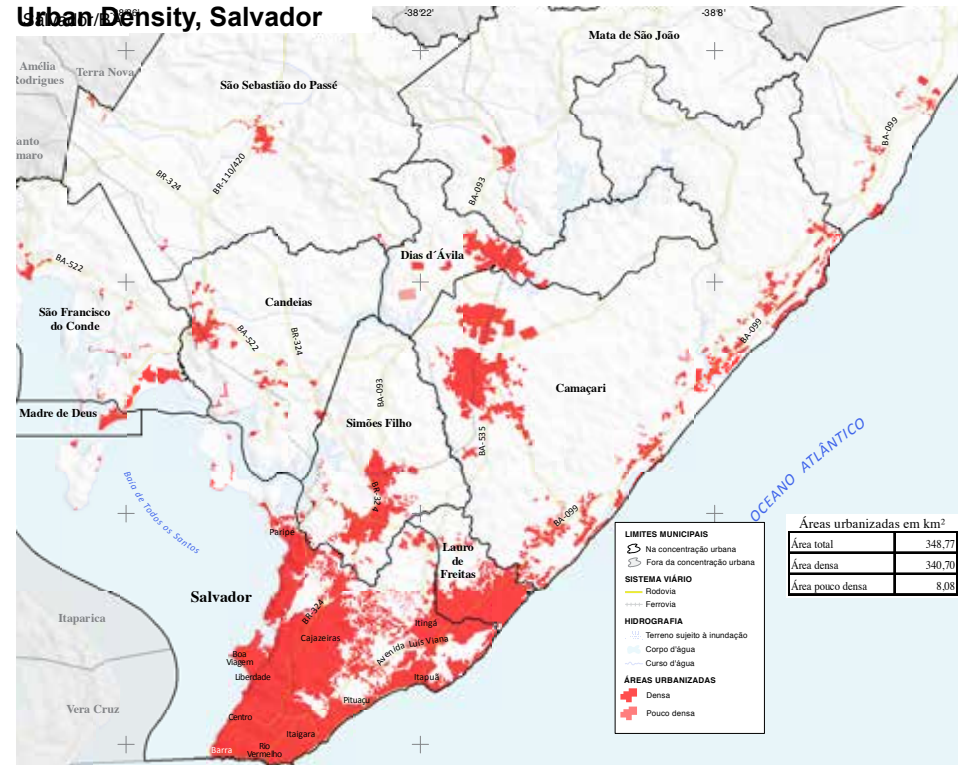 Urban Density, Salvador
Salvador/BA
-38°22'
-38°8'
Mata de São João
Amélia
Rodrigues
Terra Nova
São Sebastião do Passé
BA-099
BR-324
BR-110/420
BA-093
Dias d´Ávila
BA-522
Candeias
São Francisco
do Conde
BA-522
BR-324
BA-099
BA-093
Camaçari
Madre de Deus
Simões Filho
BA-535
OCEANO ATLÂNTICO
Baía de Todos os Santos
BR-324
BA-099
Paripe
Lauro
de
Freitas
Salvador
BR-324
Itaparica
Cajazeiras
Itingá
Avenida Luís Viana
Boa
Viagem
Liberdade
Itapuã
Pituaçu
Vera Cruz
Centro
Itaigara
Rio
Vermelho
Barra
LIMITES MUNICIPAIS
Na concentração urbana
Fora da concentração urbana
SISTEMA VIÁRIO
Rodovia
Ferrovia
HIDROGRAFIA
Terreno sujeito à inundação
Corpo d'água
Curso d'água
ÁREAS URBANIZADAS
Densa
Pouco densa
Áreas urbanizadas em km²
Área total 348,77
Área densa 340,70
Área pouco densa 8,08